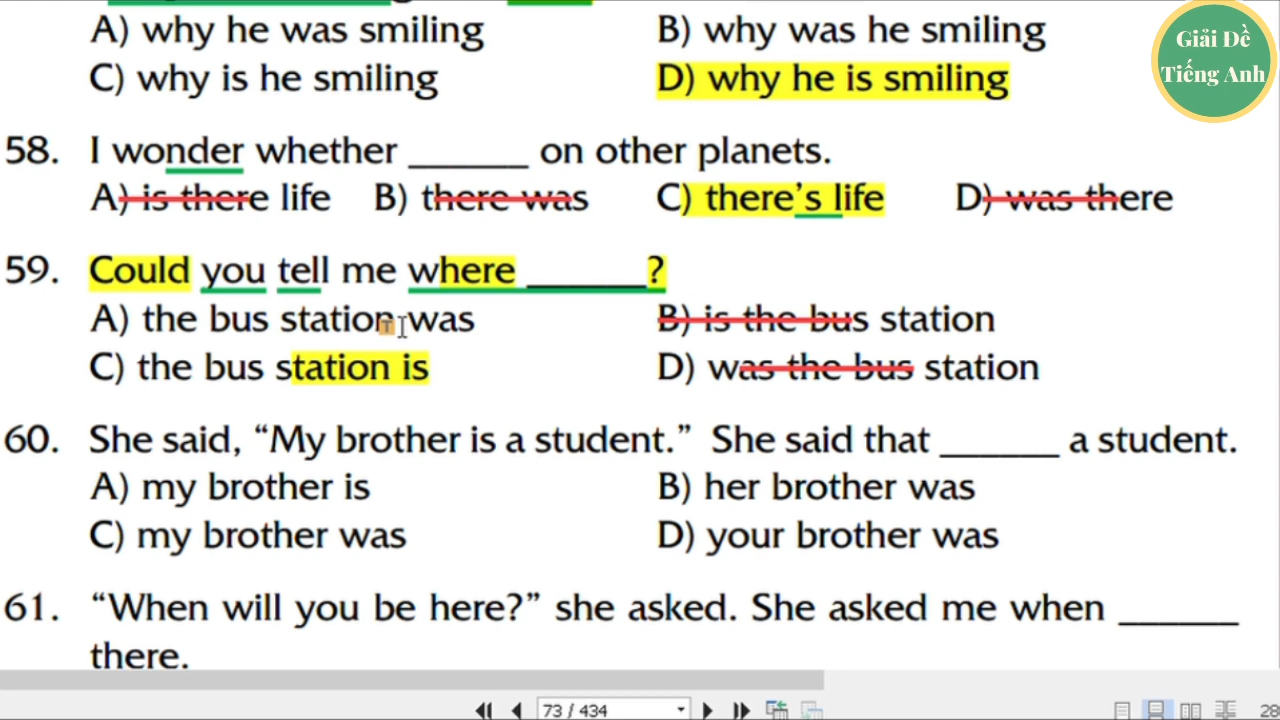 A) why he was smiling B) why was he smiling
C) why is he smiling D) why he is smiling
Giải Đề
Tiếng Anh
58. I wonder whether ______ on other planets.
A) is there life B) there was C) there's life D) was there
59. Could you tell me where ______?
A) the bus station was B) is the bus station
C) the bus station is D) was the bus station
60. She said, “My brother is a student.” She said that ______ a student.
A) my brother is B) her brother was
C) my brother was D) your brother was
61. “When will you be here?” she asked. She asked me when ______
there.
73 / 434
28